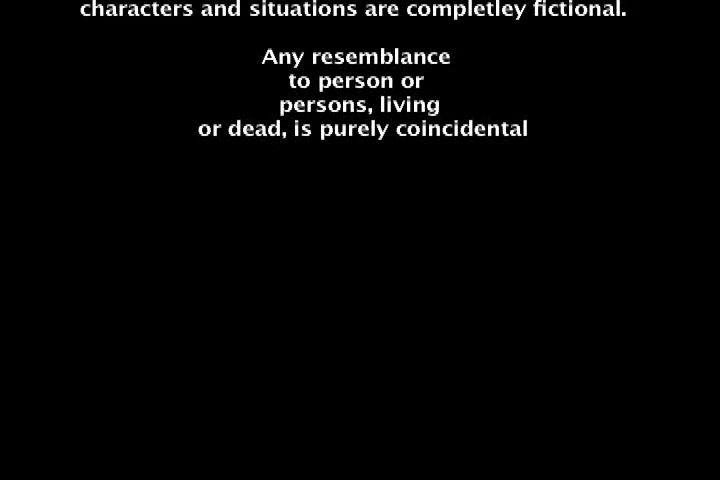 characters and situations are completley fictional.
Any resemblance
to person or
persons, living
or dead, is purely coincidental